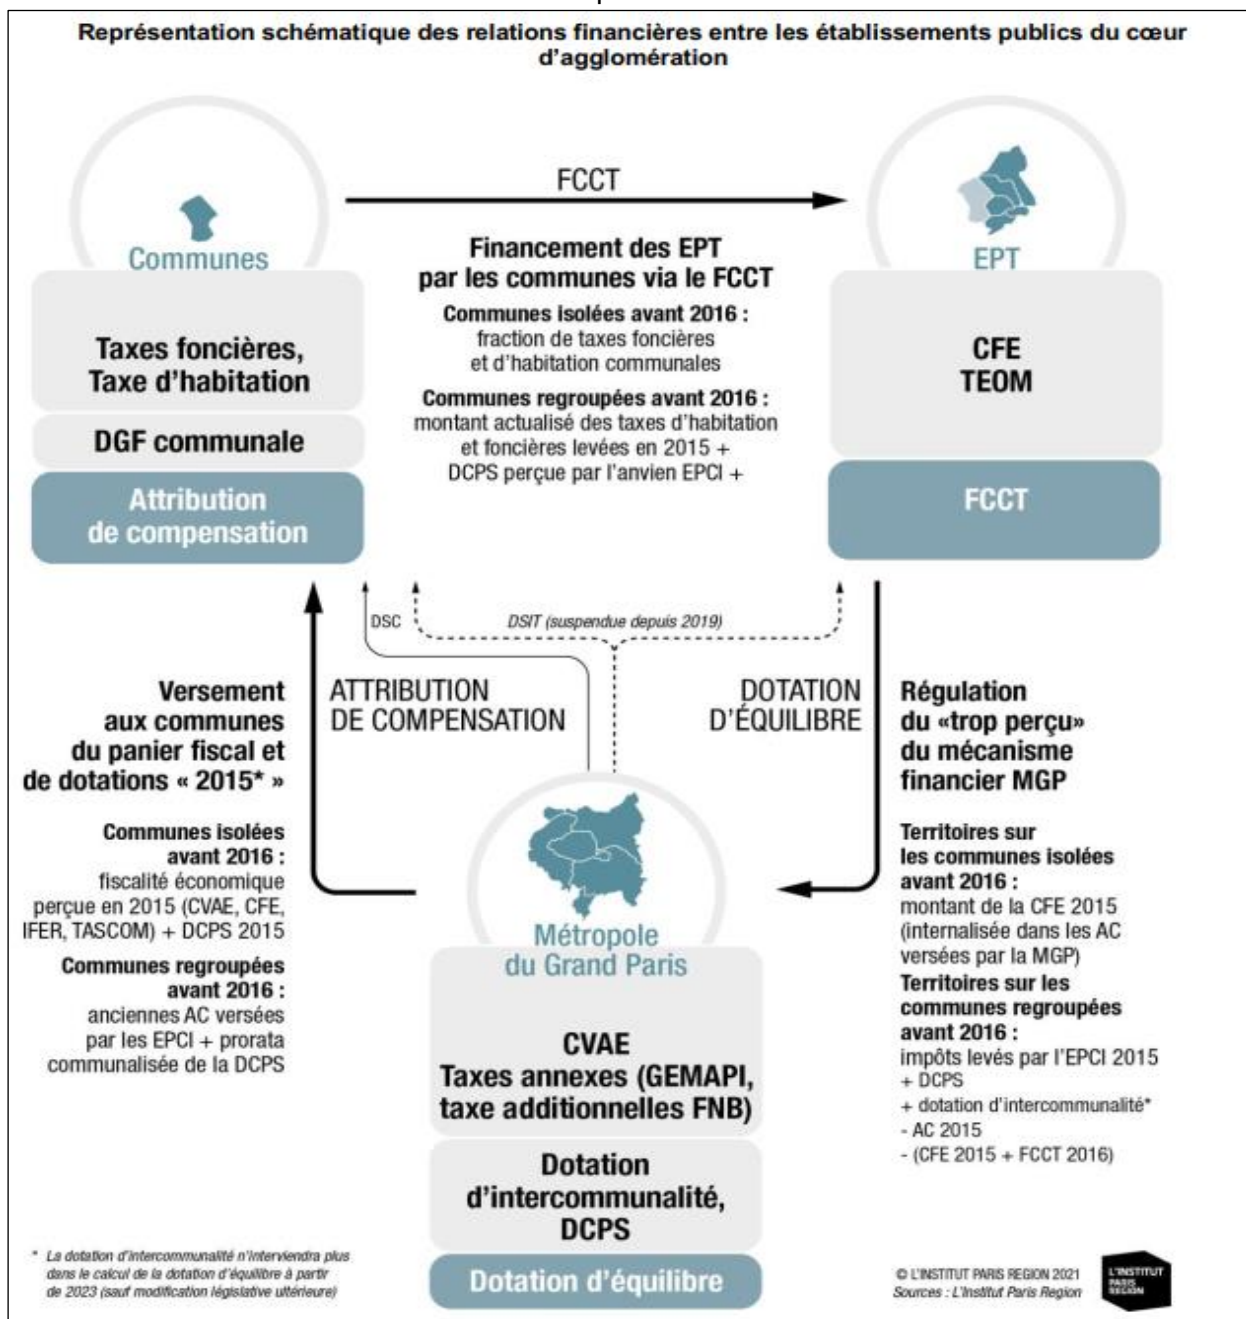 Représentation schématique des relations financières entre les établissements publics du cœur
d'agglomération
FCCT
Communes
EPT
Taxes foncières,
Taxe d'habitation
DGF communale
Attribution
de compensation
Financement des EPT
par les communes via le FCCT
Communes isolées avant 2016 :
fraction de taxes foncières
et d'habitation communales
Communes regroupées avant 2016 :
montant actualisé des taxes d'habitation
et foncières levées en 2015 +
DCPS perçue par l'anvien EPCI +
CFE
TEOM
FCCT
DSC
DSIT (suspendue depuis 2019)
Versement
aux communes
du panier fiscal et
de dotations « 2015* »
Communes isolées
avant 2016 :
fiscalité économique
perçue en 2015 (CVAE, CFE,
IFER, TASCOM) + DCPS 2015
Communes regroupées
avant 2016 :
anciennes AC versées
par les EPCI + prorata
communalisée de la DCPS
ATTRIBUTION
DE COMPENSATION
DOTATION
D'ÉQUILIBRE
Régulation
du «trop perçu»
du mécanisme
financier MGP
Territoires sur
les communes isolées
avant 2016 :
montant de la CFE 2015
(internalisée dans les AC
versées par la MGP)
Territoires sur les
communes regroupées
avant 2016 :
impôts levés par l'EPCI 2015
+ DCPS
+ dotation d'intercommunalité*
- AC 2015
- (CFE 2015 + FCCT 2016)
Métropole
du Grand Paris
CVAE
Taxes annexes (GEMAPI,
taxe additionnelles FNB)
Dotation
d'intercommunalité,
DCPS
Dotation d'équilibre
* La dotation d'intercommunalité n'interviendra plus
dans le calcul de la dotation d'équilibre à partir
de 2023 (sauf modification législative ultérieure)
© L'INSTITUT PARIS REGION 2021
Sources : L'Institut Paris Region
L'INSTITUT
PARIS
REGION